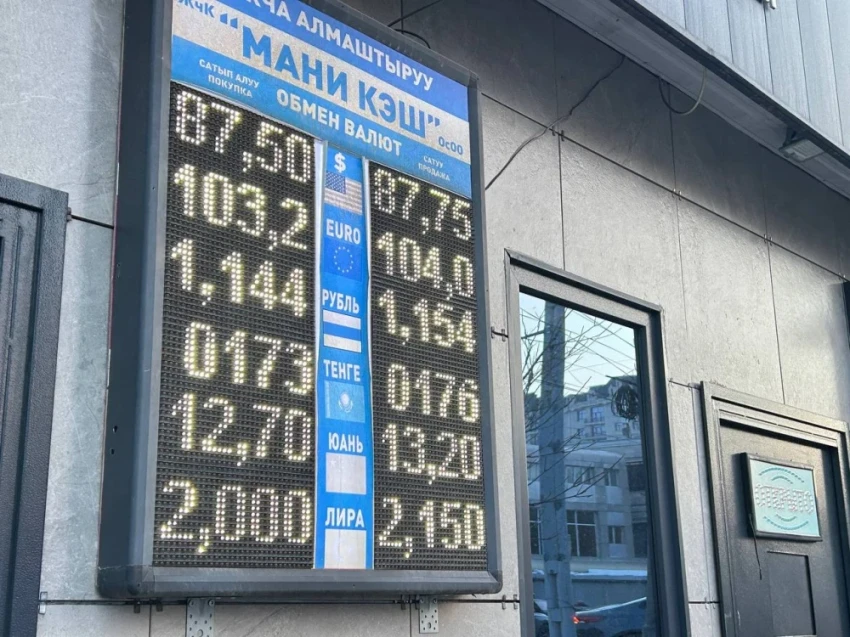 АКЧА АЛМАШТЫРУУ
ЖчК "МАНИ КЭШ" ОсОО
САТЫП АЛУУ
ПОКУПКА
ОБМЕН ВАЛЮТ
САТУУ
ПРОДАЖА
87,50 $ 87,75
103,2 EURO 104,0
1,144 РУБЛЬ 1,154
0173 ТЕНГЕ 0176
12,70 ЮАНЬ 13,20
2,000 ЛИРА 2,150